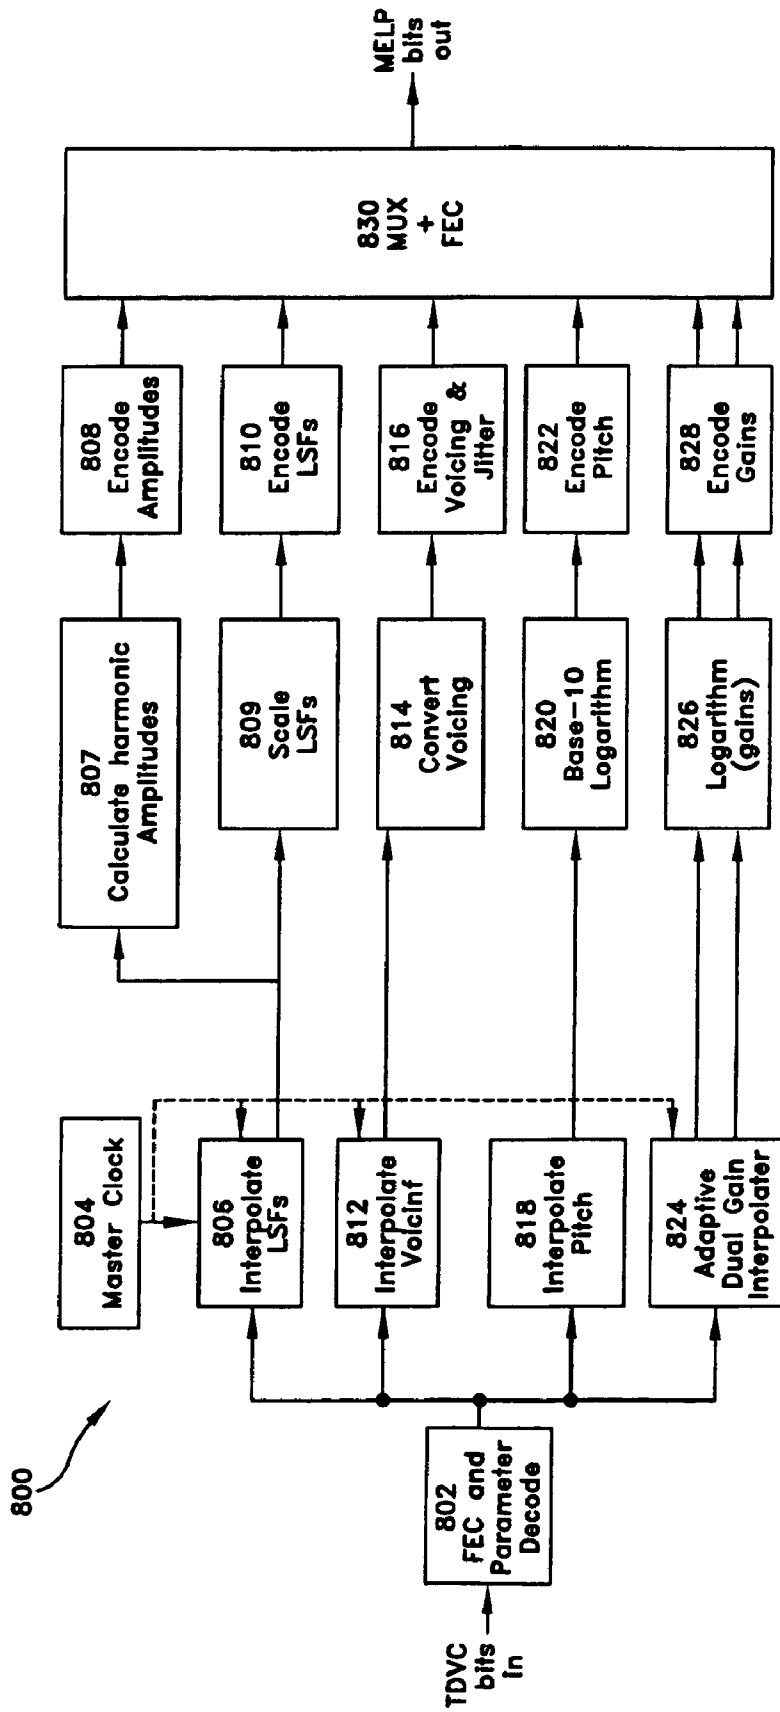 800
TDVC
bits
in
802
FEC and
Parameter
Decode
804
Master Clock
806
Interpolate
LSFs
812
Interpolate
Voicinf
818
Interpolate
Pitch
824
Adaptive
Dual Gain
Interpolater
807
Calculate harmonic
Amplitudes
809
Scale
LSFs
814
Convert
Voicing
820
Base-10
Logarithm
826
Logarithm
(gains)
808
Encode
Amplitudes
810
Encode
LSFs
816
Encode
Voicing &
Jitter
822
Encode
Pitch
828
Encode
Gains
830
MUX
+
FEC
MELP
bits
out